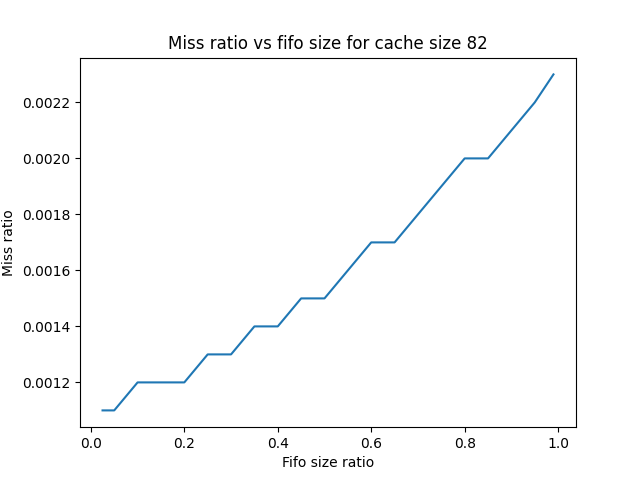 Miss ratio vs fifo size for cache size 82
0.0022
0.0020
0.0018
0.0016
0.0014
0.0012
Miss ratio
0.0 0.2 0.4 0.6 0.8 1.0
Fifo size ratio